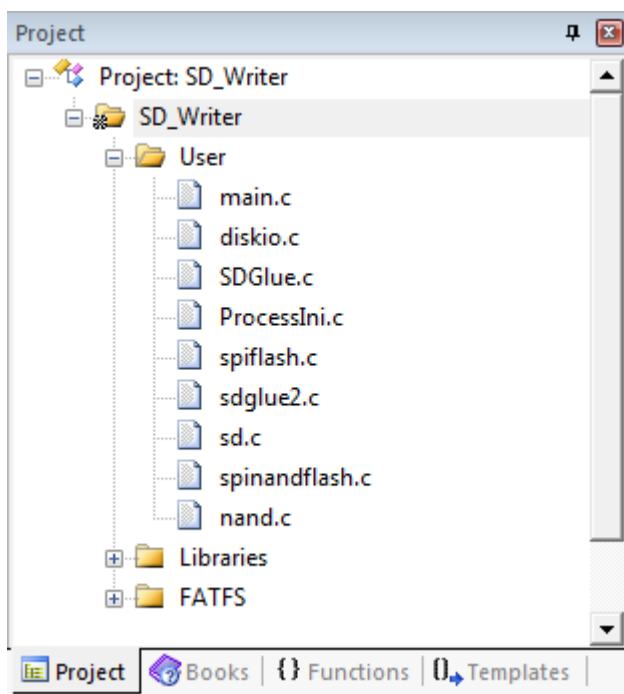 Project
Project: SD_Writer
SD_Writer
User
main.c
diskio.c
SDGlue.c
ProcessIni.c
spiflash.c
sdglue2.c
sd.c
spinandflash.c
nand.c
Libraries
FATFS
Project Books {} Functions 0 Templates